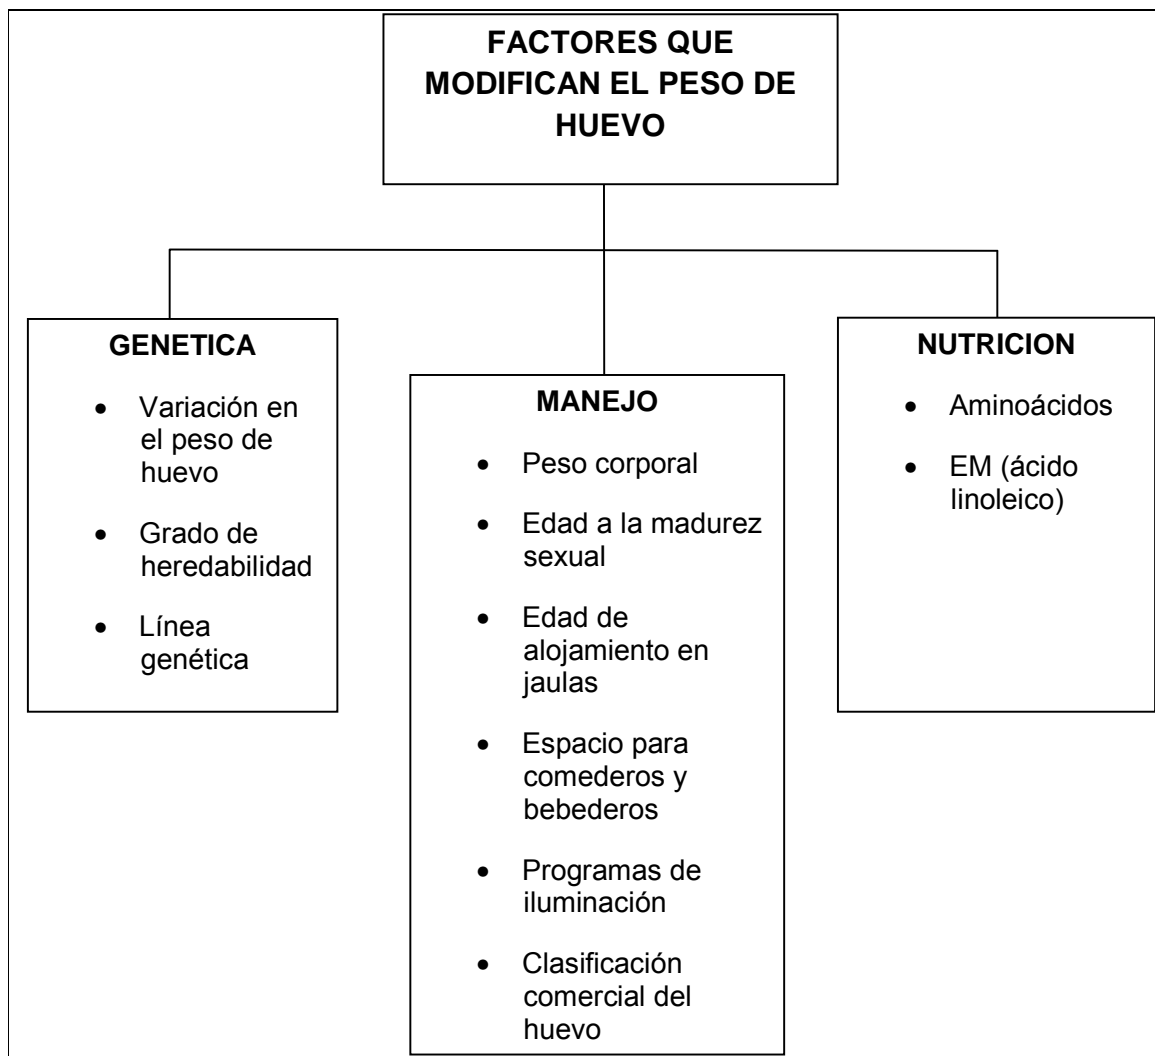 FACTORES QUE
MODIFICAN EL PESO DE
HUEVO
GENETICA
• Variación en
el peso de
huevo
• Grado de
heredabilidad
• Línea
genética
MANEJO
• Peso corporal
• Edad a la madurez
sexual
• Edad de
alojamiento en
jaulas
• Espacio para
comederos y
bebederos
• Programas de
iluminación
• Clasificación
comercial del
huevo
NUTRICION
• Aminoácidos
• EM (ácido
linoleico)